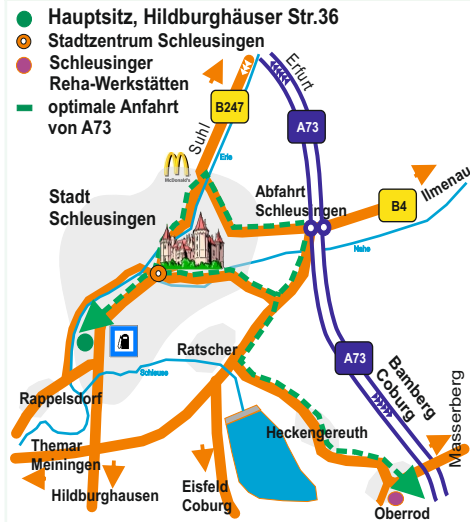 Hauptsitz, Hildburghäuser Str.36
Stadtzentrum Schleusingen
Schleusinger
Reha-Werkstätten
optimale Anfahrt
von A73
Erfurt
B247
A73
Suhl
Erle
McDonald's
Ilmenau
Stadt
Schleusingen
Abfahrt
Schleusingen
B4
Nahe
Ratscher
A73
Bamberg
Coburg
Schleuse
Rappelsdorf
Masserberg
Heckengereuth
Themar
Meiningen
Hildburghausen
Eisfeld
Coburg
Oberrod